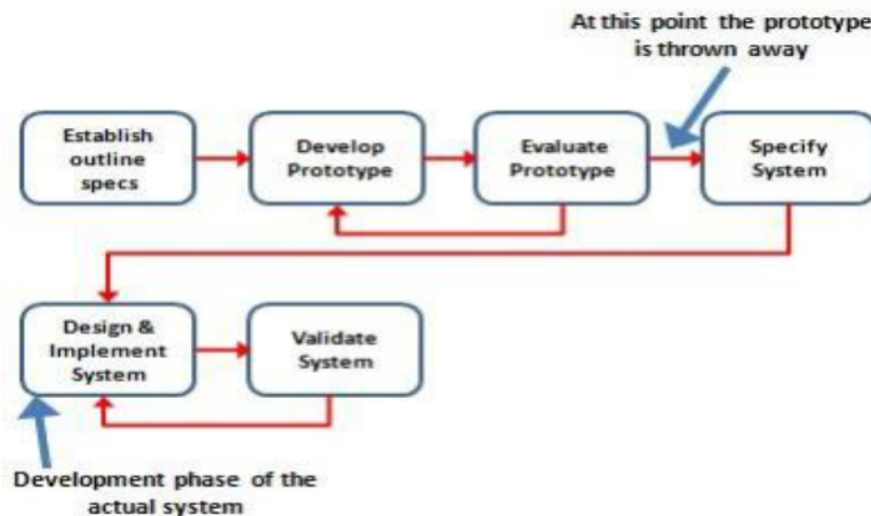 At this point the prototype
is thrown away
Establish
outline
specs
Develop
Prototype
Evaluate
Prototype
Specify
System
Design &
Implement
System
Validate
System
Development phase of the
actual system